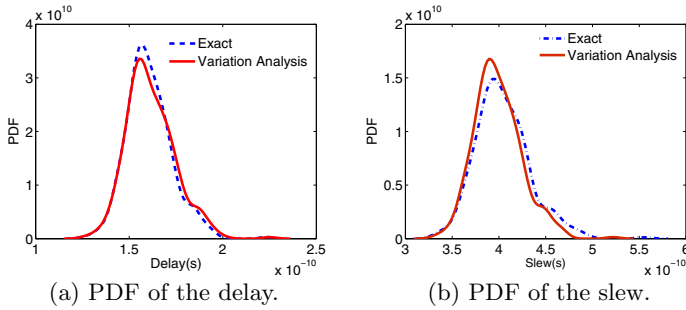 x 10^10
4
3
2
1
0
PDF
Exact
Variation Analysis
1 1.5 2 2.5
Delay(s)
x 10^-10
(a) PDF of the delay.
x 10^10
2
1.5
1
0.5
0
PDF
Exact
Variation Analysis
3 3.5 4 4.5 5 5.5 6
Slew(s)
x 10^-10
(b) PDF of the slew.